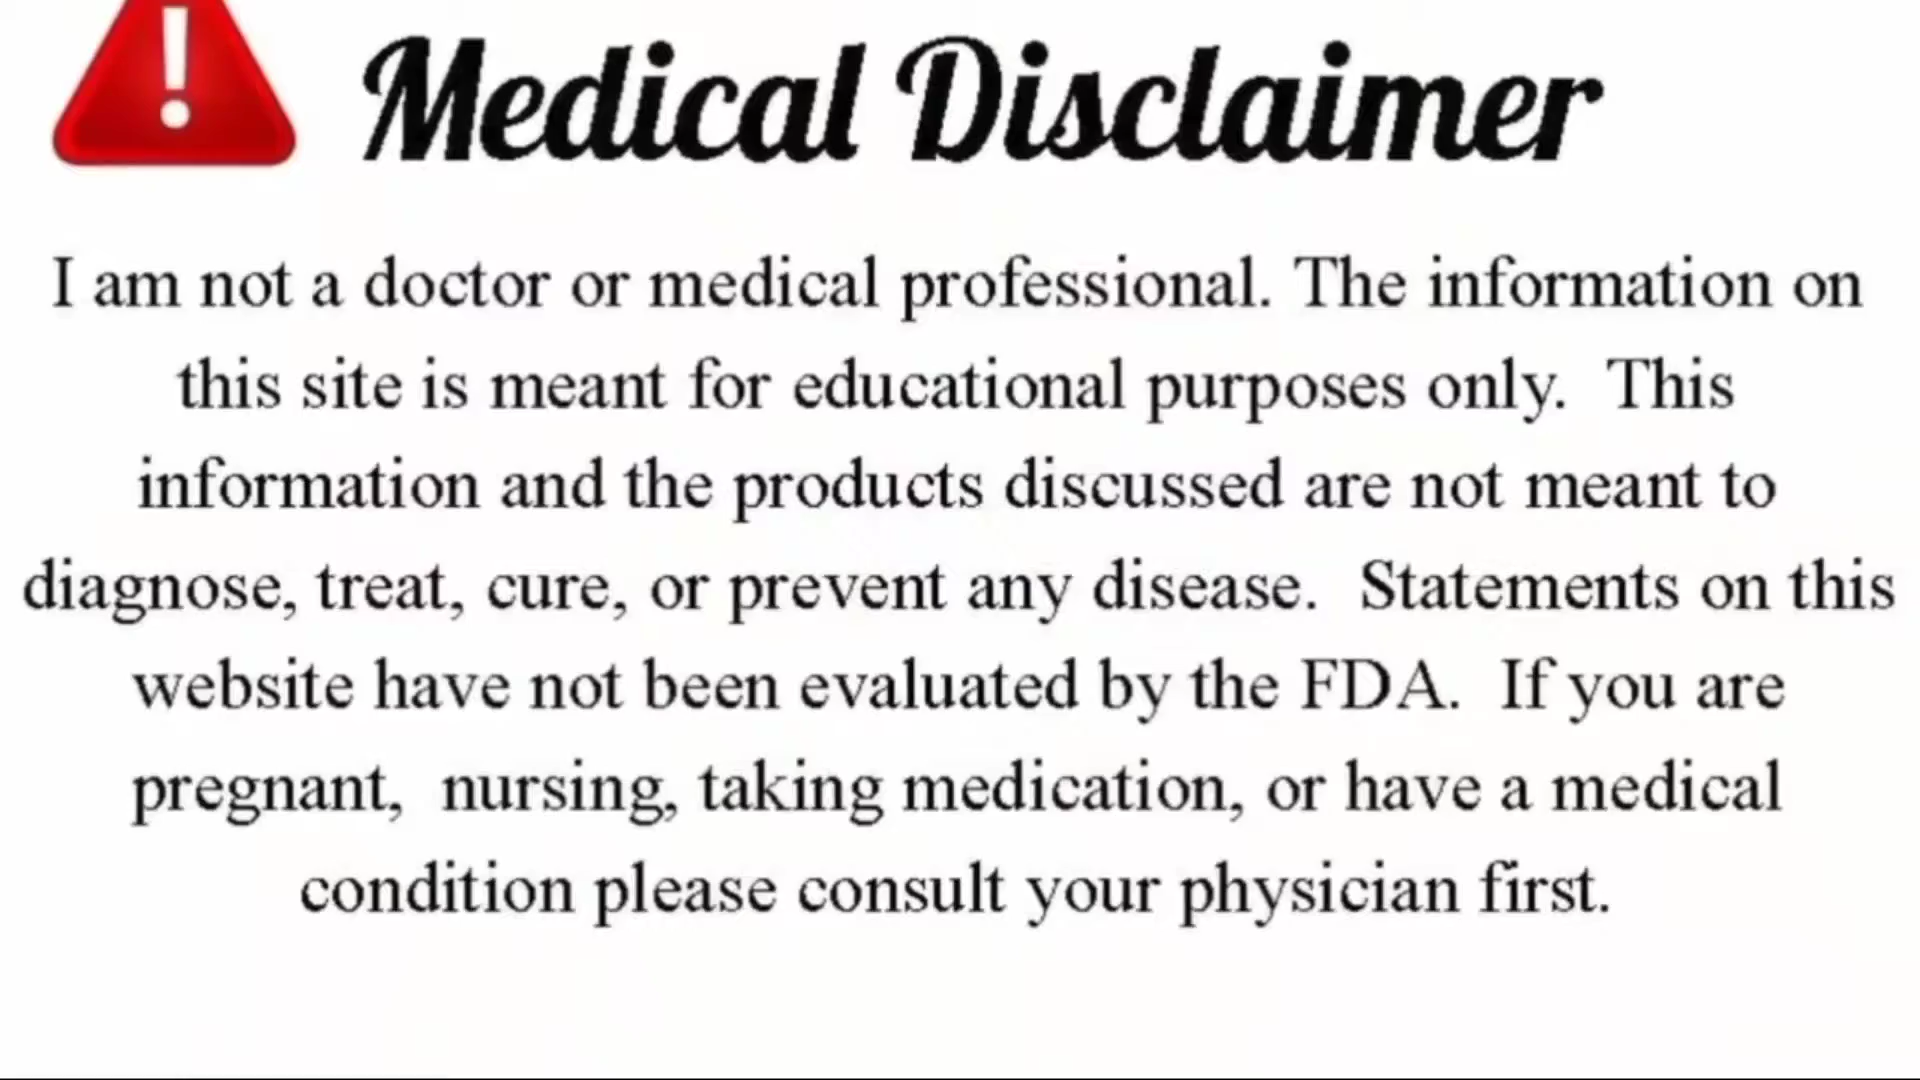 ! Medical Disclaimer
I am not a doctor or medical professional. The information on
this site is meant for educational purposes only. This
information and the products discussed are not meant to
diagnose, treat, cure, or prevent any disease. Statements on this
website have not been evaluated by the FDA. If you are
pregnant, nursing, taking medication, or have a medical
condition please consult your physician first.